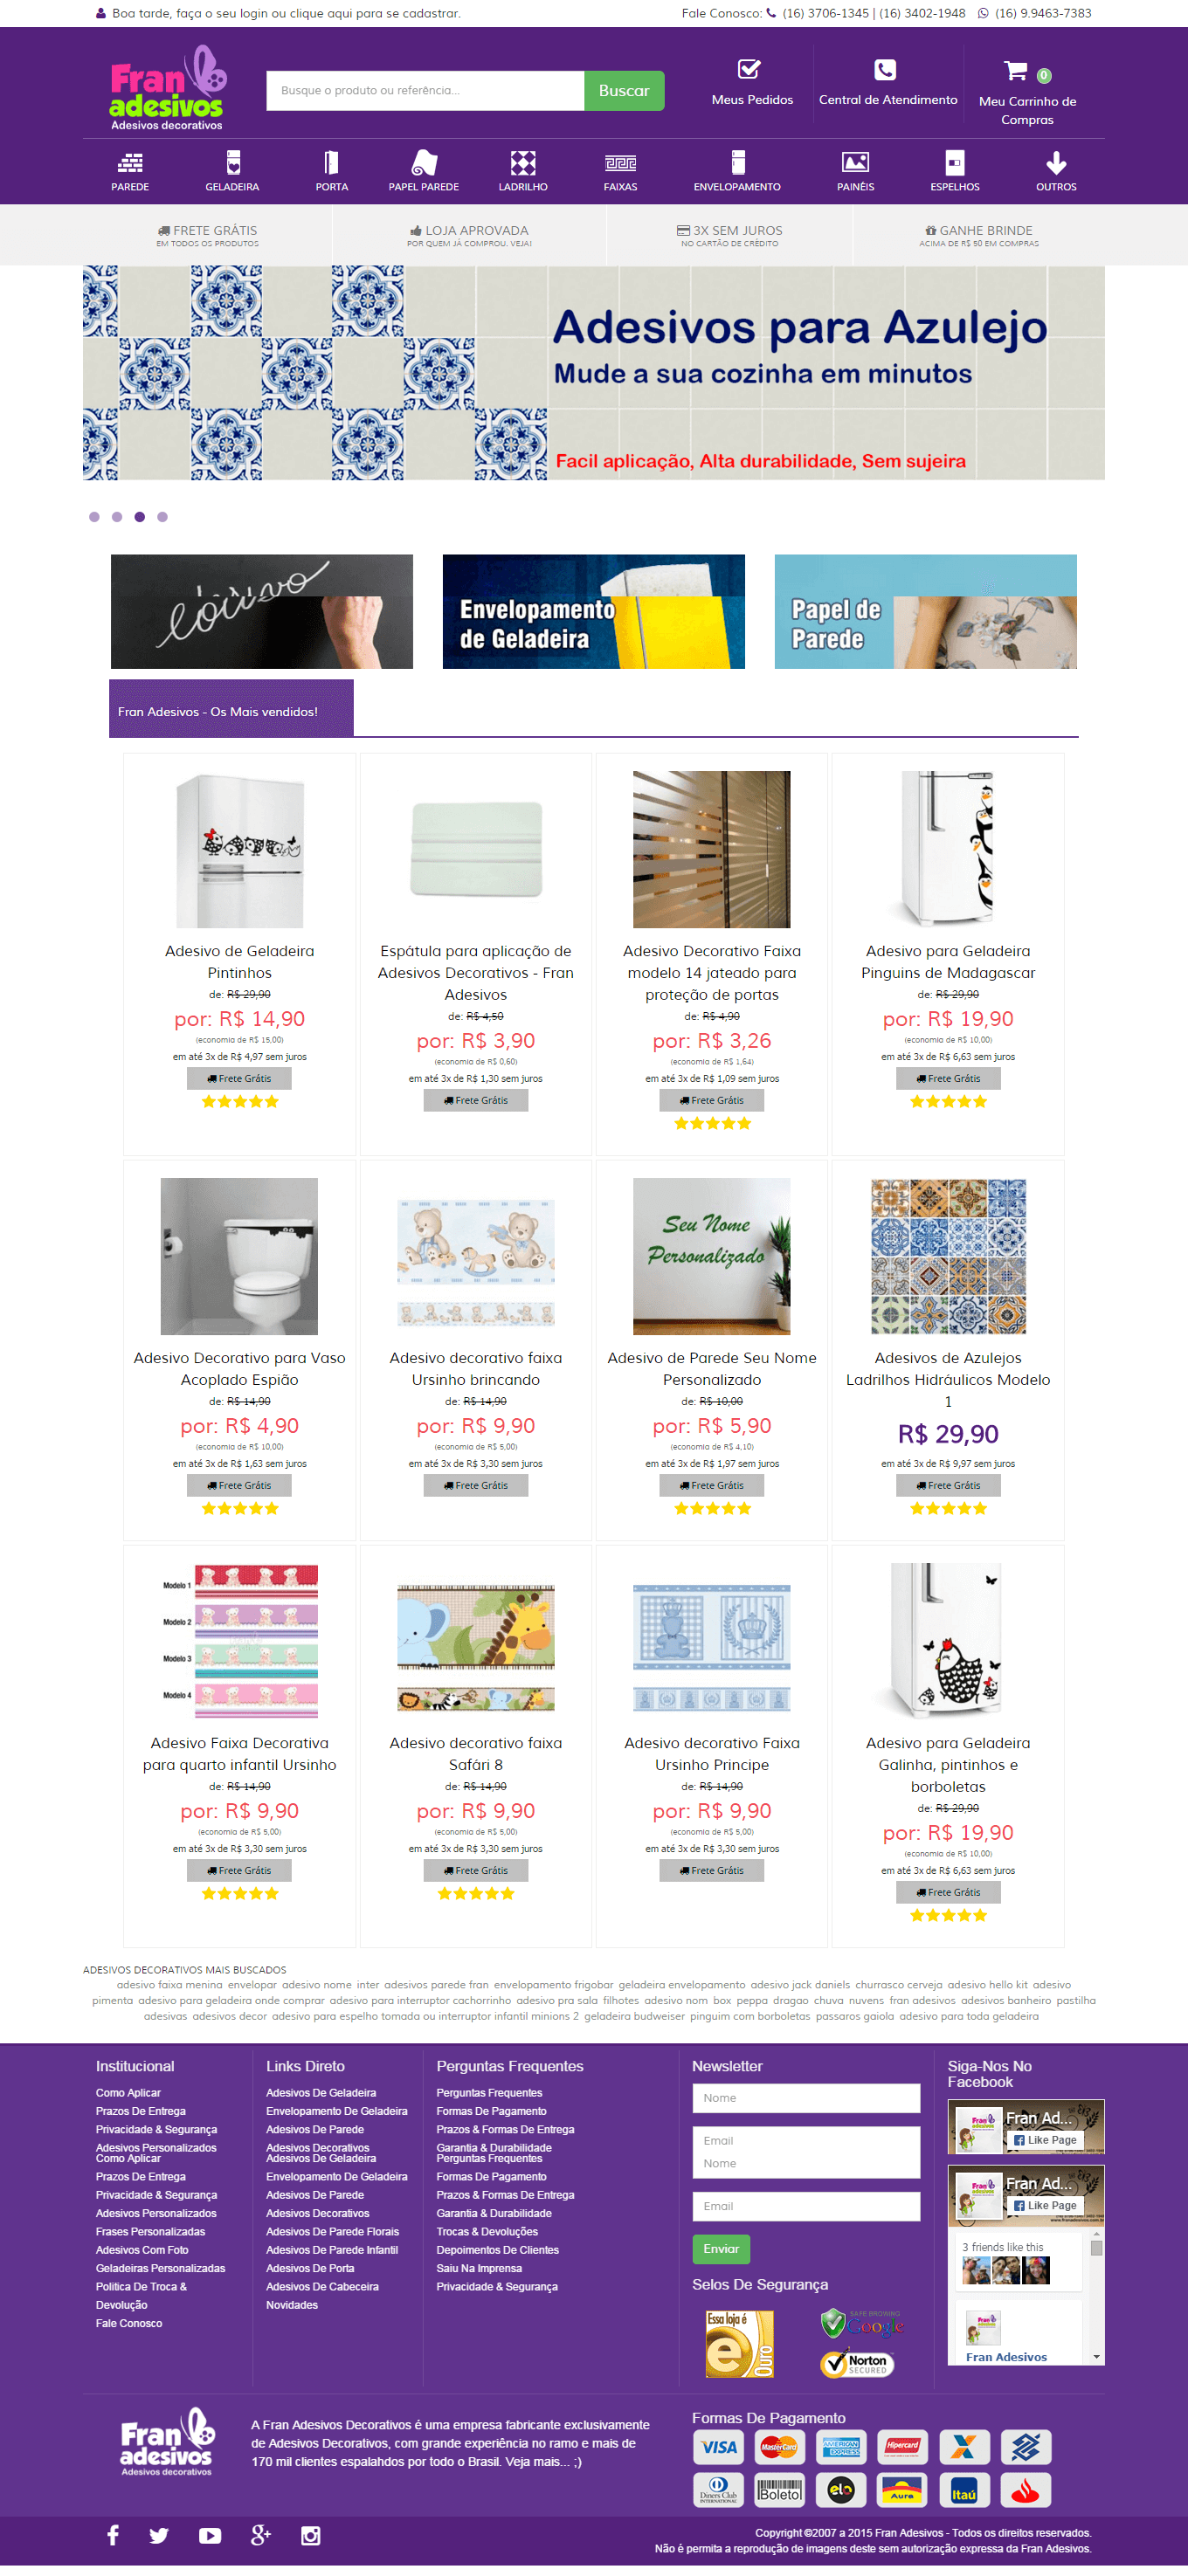 Boa tarde, faça o seu login ou clique aqui para se cadastrar.
Fale Conosco: (16) 3706-1345 | (16) 3402-1948 (16) 9.9463-7383
Fran
adesivos
Adesivos decorativos
Busque o produto ou referência...
Buscar
Meus Pedidos
Central de Atendimento
0
Meu Carrinho de
Compras
PAREDE
GELADEIRA
PORTA
PAPEL PAREDE
LADRILHO
FAIXAS
ENVELOPAMENTO
PAINÉIS
ESPELHOS
OUTROS
FRETE GRÁTIS
EM TODOS OS PRODUTOS
LOJA APROVADA
POR QUEM JÁ COMPROU. VEJA!
3X SEM JUROS
NO CARTÃO DE CRÉDITO
GANHE BRINDE
ACIMA DE R$ 50 EM COMPRAS
Adesivos para Azulejo
Mude a sua cozinha em minutos
Facil aplicação, Alta durabilidade, Sem sujeira
Envelopamento
de Geladeira
Papel de
Parede
Fran Adesivos - Os Mais vendidos!
Adesivo de Geladeira
Pintinhos
de: R$ 29,90
por: R$ 14,90
(economia de R$ 15,00)
em até 3x de R$ 4,97 sem juros
Frete Grátis
Espátula para aplicação de
Adesivos Decorativos - Fran
Adesivos
de: R$ 4,50
por: R$ 3,90
(economia de R$ 0,60)
em até 3x de R$ 1,30 sem juros
Frete Grátis
Adesivo Decorativo Faixa
modelo 14 jateado para
proteção de portas
de: R$ 4,90
por: R$ 3,26
(economia de R$ 1,64)
em até 3x de R$ 1,09 sem juros
Frete Grátis
Adesivo para Geladeira
Pinguins de Madagascar
de: R$ 29,90
por: R$ 19,90
(economia de R$ 10,00)
em até 3x de R$ 6,63 sem juros
Frete Grátis
Adesivo Decorativo para Vaso
Acoplado Espião
de: R$ 14,90
por: R$ 4,90
(economia de R$ 10,00)
em até 3x de R$ 1,63 sem juros
Frete Grátis
Adesivo decorativo faixa
Ursinho brincando
de: R$ 14,90
por: R$ 9,90
(economia de R$ 5,00)
em até 3x de R$ 3,30 sem juros
Frete Grátis
Seu Nome
Personalizado
Adesivo de Parede Seu Nome
Personalizado
de: R$ 10,00
por: R$ 5,90
(economia de R$ 4,10)
em até 3x de R$ 1,97 sem juros
Frete Grátis
Adesivos de Azulejos
Ladrilhos Hidráulicos Modelo
1
R$ 29,90
em até 3x de R$ 9,97 sem juros
Frete Grátis
Modelo 1
Modelo 2
Modelo 3
Modelo 4
Adesivo Faixa Decorativa
para quarto infantil Ursinho
de: R$ 14,90
por: R$ 9,90
(economia de R$ 5,00)
em até 3x de R$ 3,30 sem juros
Frete Grátis
Adesivo decorativo faixa
Safári 8
de: R$ 14,90
por: R$ 9,90
(economia de R$ 5,00)
em até 3x de R$ 3,30 sem juros
Frete Grátis
Adesivo decorativo Faixa
Ursinho Principe
de: R$ 14,90
por: R$ 9,90
(economia de R$ 5,00)
em até 3x de R$ 3,30 sem juros
Frete Grátis
Adesivo para Geladeira
Galinha, pintinhos e
borboletas
de: R$ 29,90
por: R$ 19,90
(economia de R$ 10,00)
em até 3x de R$ 6,63 sem juros
Frete Grátis
ADESIVOS DECORATIVOS MAIS BUSCADOS
adesivo faixa menina envelopar adesivo nome inter adesivos parede fran envelopamento frigobar geladeira envelopamento adesivo jack daniels churrasco cerveja adesivo hello kit adesivo
pimenta adesivo para geladeira onde comprar adesivo para interruptor cachorrinho adesivo pra sala filhotes adesivo nom box peppa dragao chuva nuvens fran adesivos adesivos banheiro pastilha
adesivas adesivos decor adesivo para espelho tomada ou interruptor infantil minions 2 geladeira budweiser pinguim com borboletas passaros gaiola adesivo para toda geladeira
Institucional
Como Aplicar
Prazos De Entrega
Privacidade & Segurança
Adesivos Personalizados
Como Aplicar
Prazos De Entrega
Privacidade & Segurança
Adesivos Personalizados
Frases Personalizadas
Adesivos Com Foto
Geladeiras Personalizadas
Politica De Troca &
Devolução
Fale Conosco
Links Direto
Adesivos De Geladeira
Envelopamento De Geladeira
Adesivos De Parede
Adesivos Decorativos
Adesivos De Geladeira
Envelopamento De Geladeira
Adesivos De Parede
Adesivos Decorativos
Adesivos De Parede Florais
Adesivos De Parede Infantil
Adesivos De Porta
Adesivos De Cabeceira
Novidades
Perguntas Frequentes
Perguntas Frequentes
Formas De Pagamento
Prazos & Formas De Entrega
Garantia & Durabilidade
Perguntas Frequentes
Formas De Pagamento
Prazos & Formas De Entrega
Garantia & Durabilidade
Trocas & Devoluções
Depoimentos De Clientes
Saiu Na Imprensa
Privacidade & Segurança
Newsletter
Nome
Email
Nome
Email
Enviar
Selos De Segurança
Essa loja é
e
Ouro
SAFE BROWSING
Google
Norton
SECURED
Siga-Nos No
Facebook
Fran Ad...
Like Page
Fran Ad...
Like Page
3 friends like this
Fran Adesivos
Fran
adesivos
Adesivos decorativos
A Fran Adesivos Decorativos é uma empresa fabricante exclusivamente
de Adesivos Decorativos, com grande experiência no ramo e mais de
170 mil clientes espalahdos por todo o Brasil. Veja mais... ;)
Formas De Pagamento
VISA
MasterCard
AMERICAN EXPRESS
Hipercard
Diners Club
INTERNATIONAL
Boleto!
elo
Aura
Itaú
Copyright ©2007 a 2015 Fran Adesivos - Todos os direitos reservados.
Não é permita a reprodução de imagens deste sem autorização expressa da Fran Adesivos.